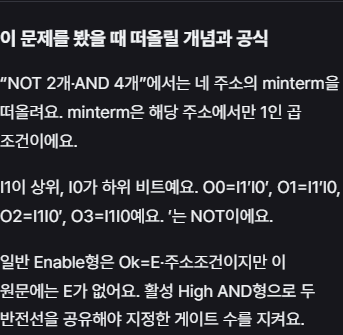 이 문제를 봤을 때 떠올릴 개념과 공식
“NOT 2개·AND 4개”에서는 네 주소의 minterm을
떠올려요. minterm은 해당 주소에서만 1인 곱
조건이에요.
I1이 상위, I0가 하위 비트예요. O0=I1′I0′, O1=I1′I0,
O2=I1I0′, O3=I1I0예요. ′는 NOT이에요.
일반 Enable형은 Ok=E·주소조건이지만 이
원문에는 E가 없어요. 활성 High AND형으로 두
반전선을 공유해야 지정한 게이트 수를 지켜요.